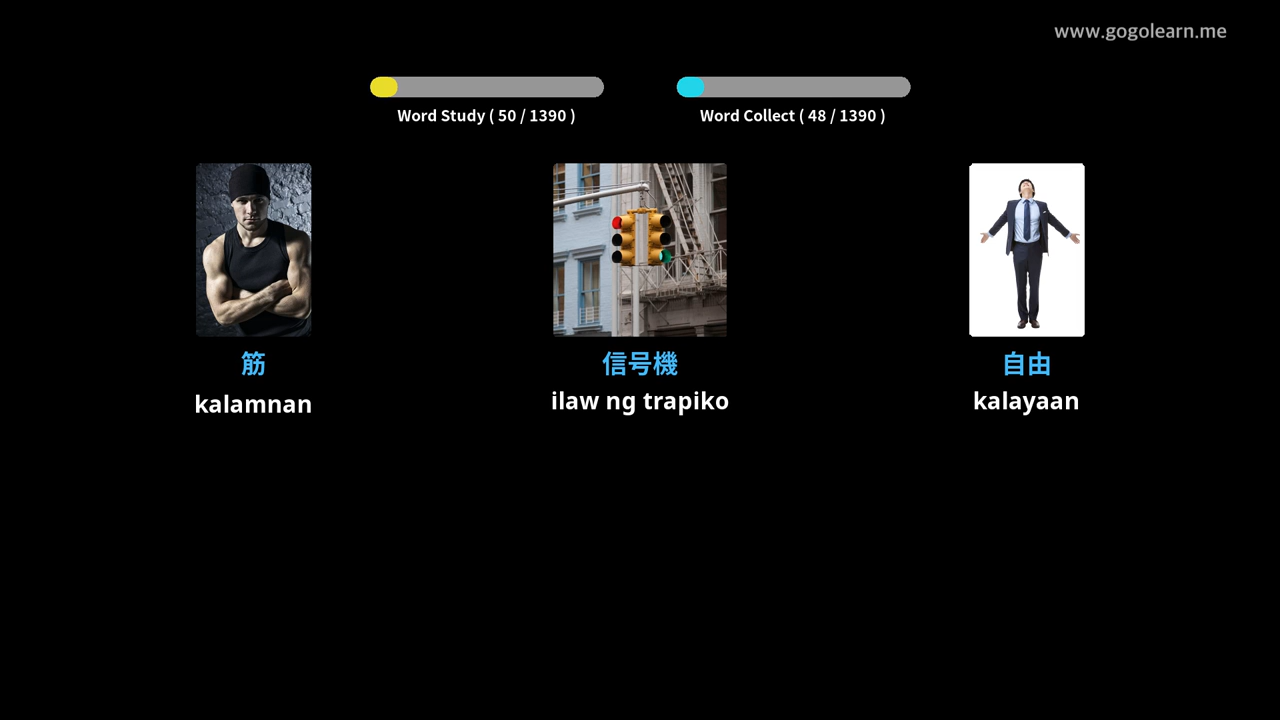 www.gogolearn.me
Word Study ( 50 / 1390 )
Word Collect ( 48 / 1390 )
筋
kalamnan
信号機
ilaw ng trapiko
自由
kalayaan